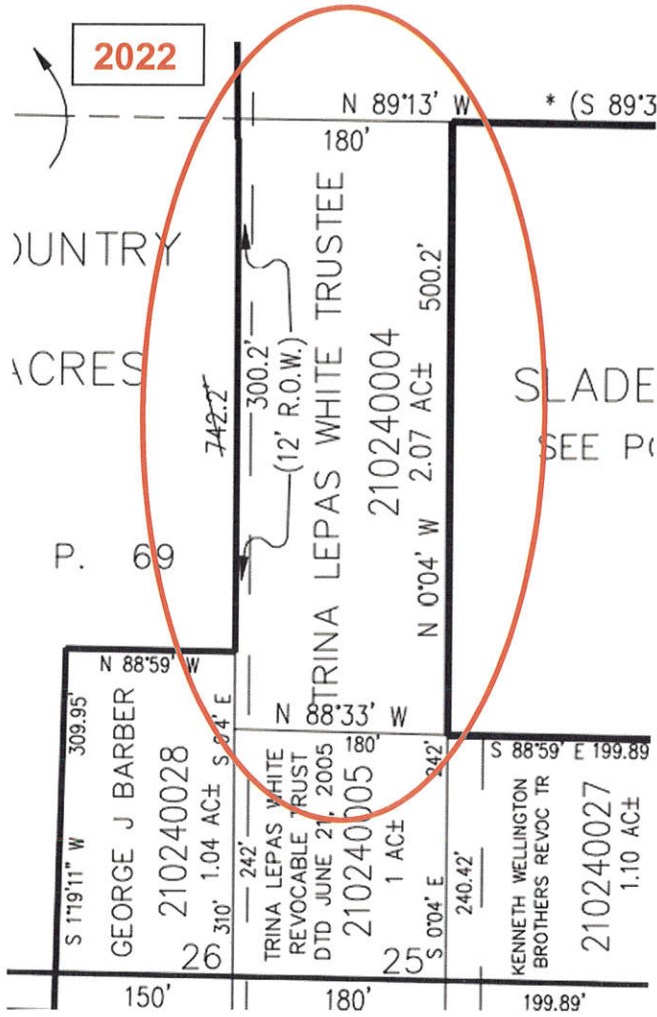 2022
N 89°13' W
* (S 89°3
180'
OUNTRY
ACRES
P. 69
742.2'
300.2'
(12' R.O.W.)
TRINA LEPAS WHITE TRUSTEE
210240004
2.07 AC±
N 0°04' W
500.2'
SLADE
SEE
N 88°59' W
S 1°19'11" W
309.95'
GEORGE J BARBER
210240028
1.04 AC±
310'
26
N 88°33' W
180'
242'
TRINA LEPAS WHITE
REVOCABLE TRUST
DTD JUNE 21, 2005
210240005
1 AC±
25
S 0°04' E
242'
S 88°59' E 199.89
240.42'
KENNETH WELLINGTON
BROTHERS REVOC TR
210240027
1.10 AC±
150'
180'
199.89'